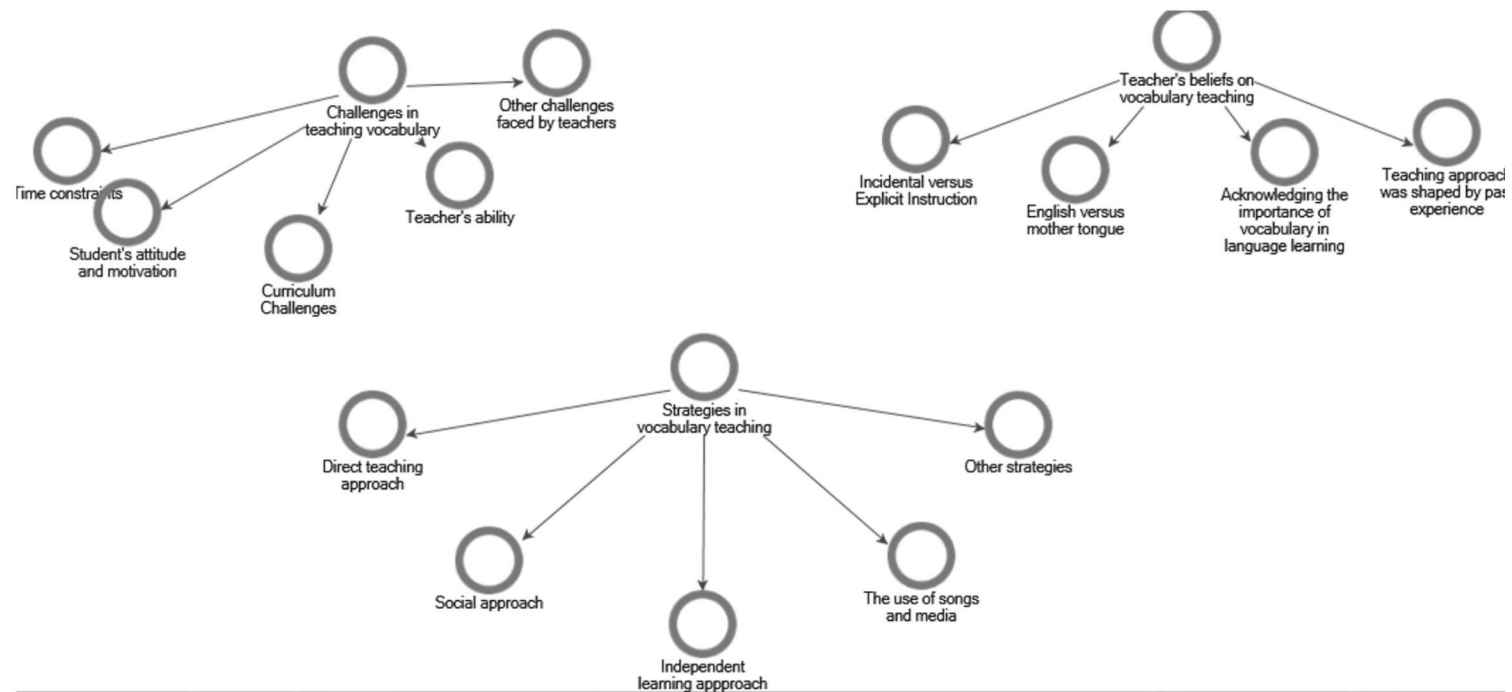 Challenges in
teaching vocabulary
Other challenges
faced by teachers
Time constraints
Student's attitude
and motivation
Curriculum
Challenges
Teacher's ability
Teacher's beliefs on
vocabulary teaching
Incidental versus
Explicit Instruction
English versus
mother tongue
Acknowledging the
importance of
vocabulary in
language learning
Teaching approach
was shaped by pas
experience
Strategies in
vocabulary teaching
Direct teaching
approach
Social approach
Independent
learning appproach
The use of songs
and media
Other strategies